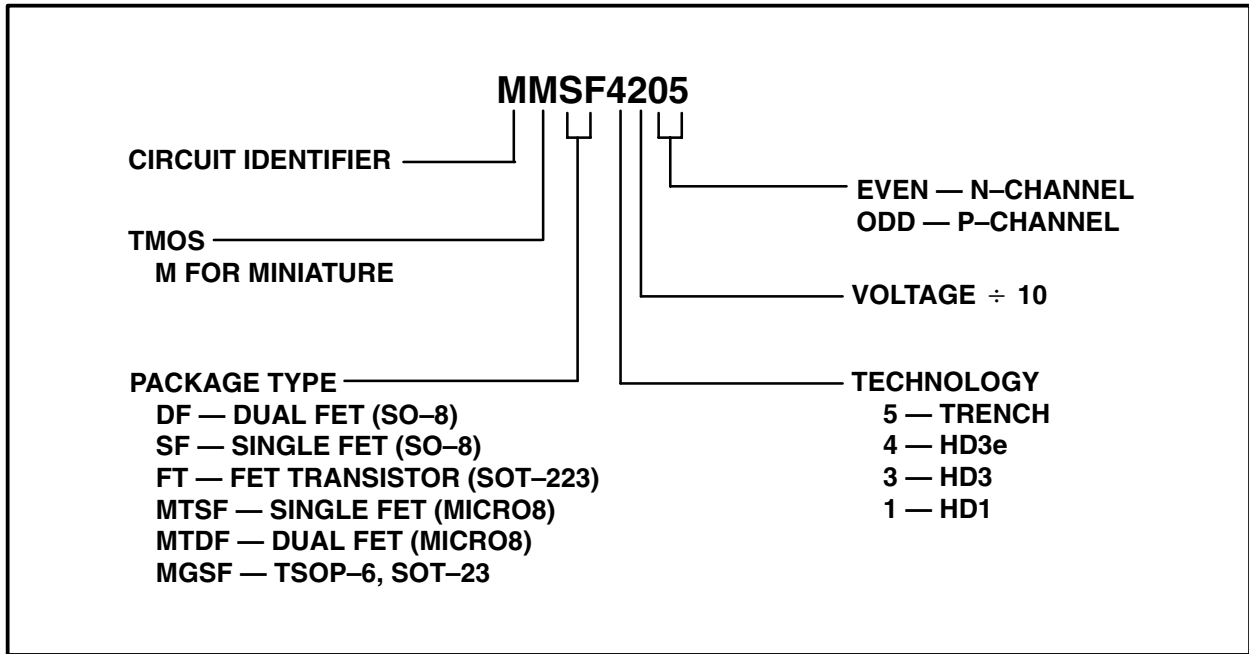 MMSF4205
CIRCUIT IDENTIFIER
TMOS
M FOR MINIATURE
PACKAGE TYPE
DF — DUAL FET (SO–8)
SF — SINGLE FET (SO–8)
FT — FET TRANSISTOR (SOT–223)
MTSF — SINGLE FET (MICRO8)
MTDF — DUAL FET (MICRO8)
MGSF — TSOP–6, SOT–23
EVEN — N–CHANNEL
ODD — P–CHANNEL
VOLTAGE ÷ 10
TECHNOLOGY
5 — TRENCH
4 — HD3e
3 — HD3
1 — HD1